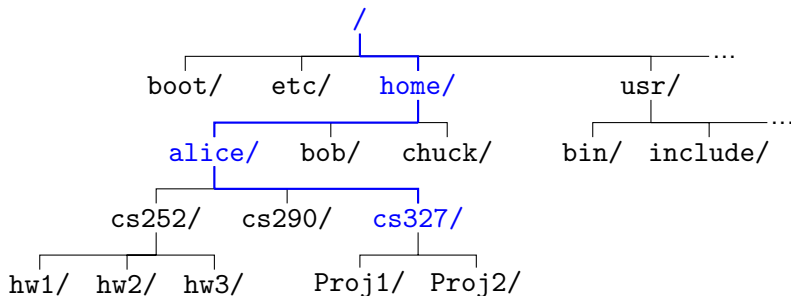 /
boot/ etc/ home/ usr/ ...
alice/ bob/ chuck/ bin/ include/ ...
cs252/ cs290/ cs327/
hw1/ hw2/ hw3/ Proj1/ Proj2/